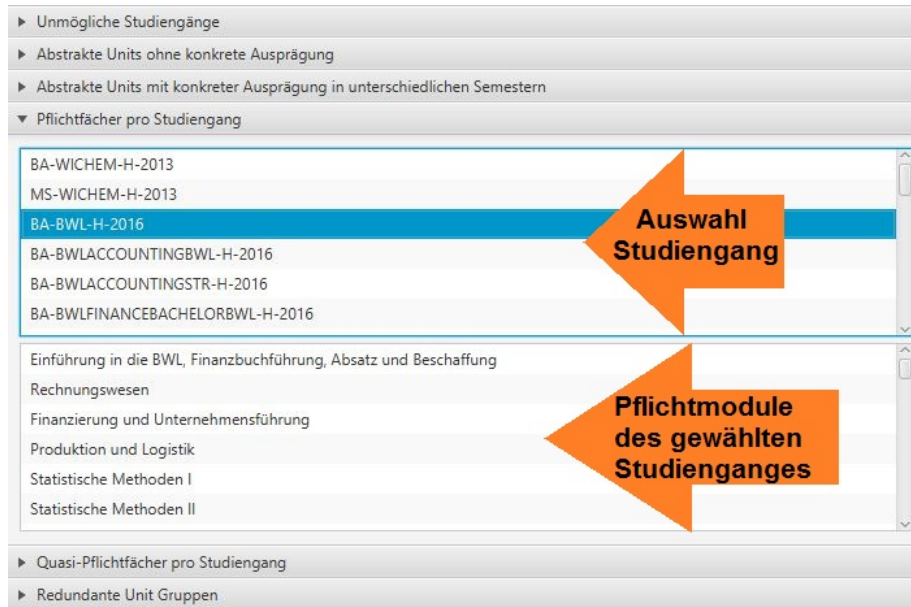 Unmögliche Studiengänge
Abstrakte Units ohne konkrete Ausprägung
Abstrakte Units mit konkreter Ausprägung in unterschiedlichen Semestern
Pflichtfächer pro Studiengang
BA-WICHEM-H-2013
MS-WICHEM-H-2013
BA-BWL-H-2016
BA-BWLACCOUNTINGBWL-H-2016
BA-BWLACCOUNTINGSTR-H-2016
BA-BWLFINANCEBACHELORBWL-H-2016
Auswahl
Studiengang
Einführung in die BWL, Finanzbuchführung, Absatz und Beschaffung
Rechnungswesen
Finanzierung und Unternehmensführung
Produktion und Logistik
Statistische Methoden I
Statistische Methoden II
Pflichtmodule
des gewählten
Studienganges
Quasi-Pflichtfächer pro Studiengang
Redundante Unit Gruppen